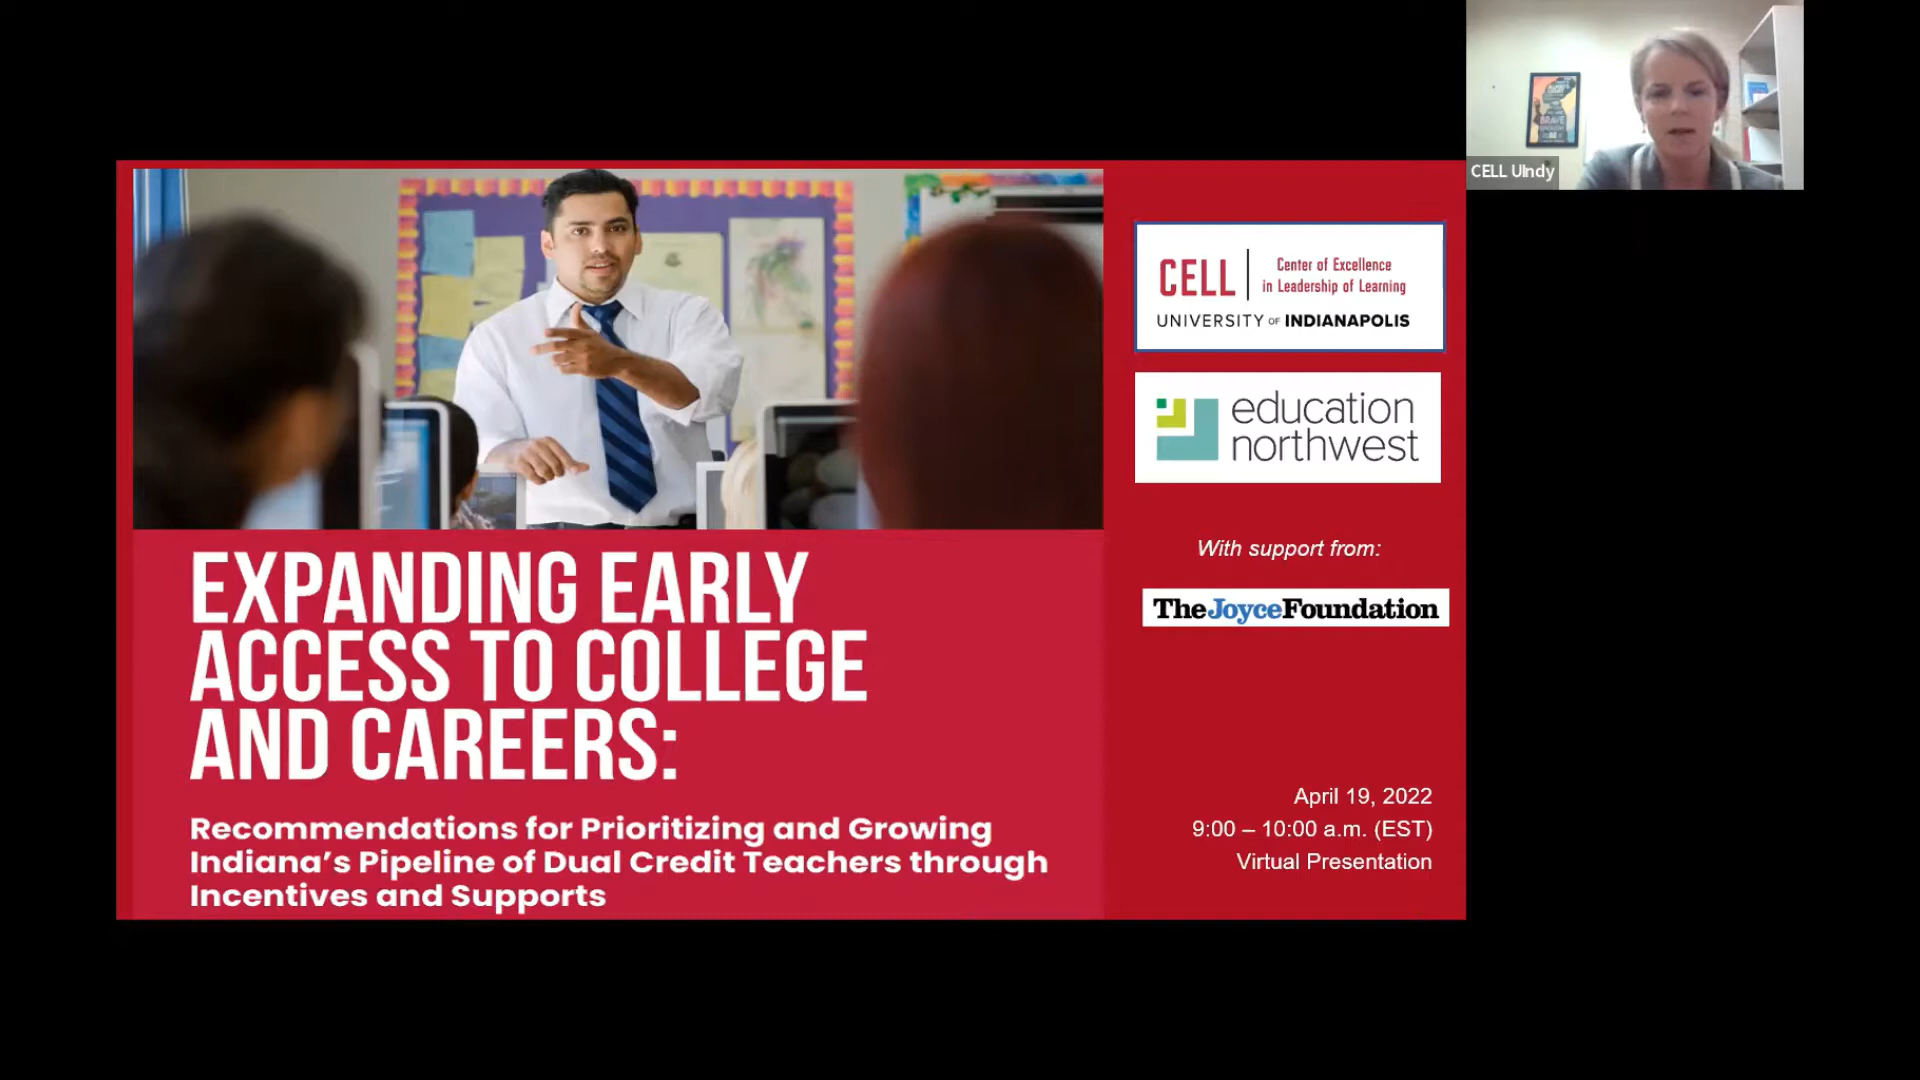 CELL UIndy
BRAVE
CELL
Center of Excellence
in Leadership of Learning
UNIVERSITY OF INDIANAPOLIS
education
northwest
With support from:
TheJoyceFoundation
EXPANDING EARLY
ACCESS TO COLLEGE
AND CAREERS:
Recommendations for Prioritizing and Growing
Indiana's Pipeline of Dual Credit Teachers through
Incentives and Supports
April 19, 2022
9:00 – 10:00 a.m. (EST)
Virtual Presentation